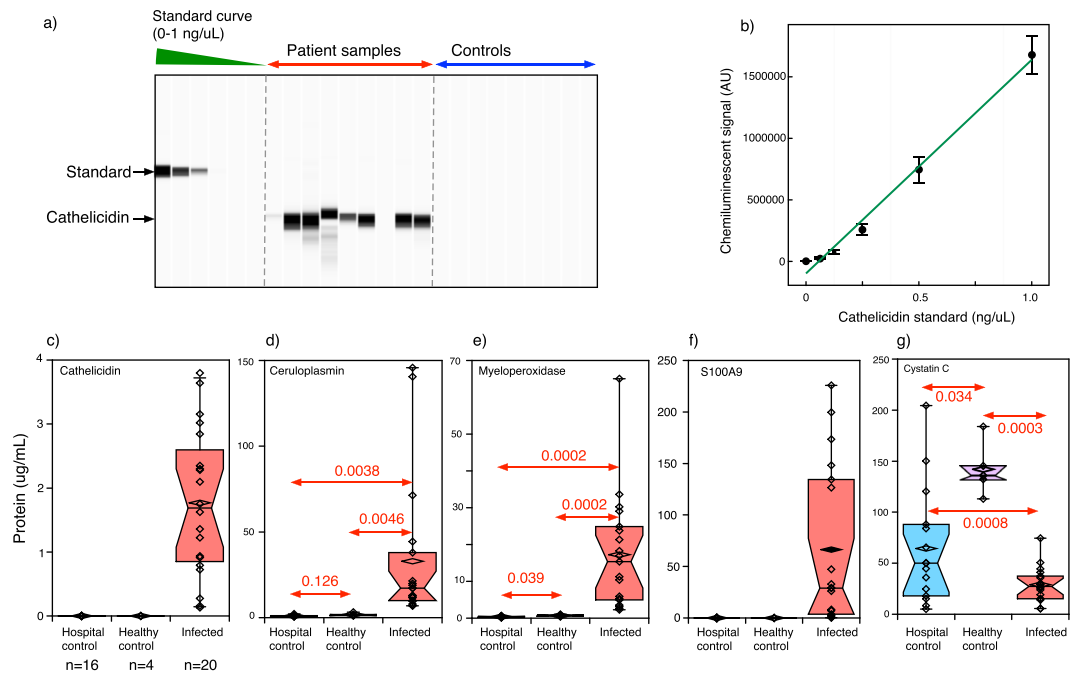 a)
Standard curve
(0-1 ng/uL)
Patient samples
Controls
Standard
Cathelicidin
b)
Chemiluminescent signal (AU)
1500000
1000000
500000
0
0
0.5
1.0
Cathelicidin standard (ng/uL)
c)
Cathelicidin
Protein (ug/mL)
4
3
2
1
0
Hospital
control
Healthy
control
Infected
n=16
n=4
n=20
d)
Ceruloplasmin
150
100
50
0
0.0038
0.0046
0.126
Hospital
control
Healthy
control
Infected
e)
Myeloperoxidase
70
50
30
10
0
0.0002
0.0002
0.039
Hospital
control
Healthy
control
Infected
f)
S100A9
250
200
150
100
50
0
Hospital
control
Healthy
control
Infected
g)
Cystatin C
250
200
150
100
50
0
0.034
0.0003
0.0008
Hospital
control
Healthy
control
Infected